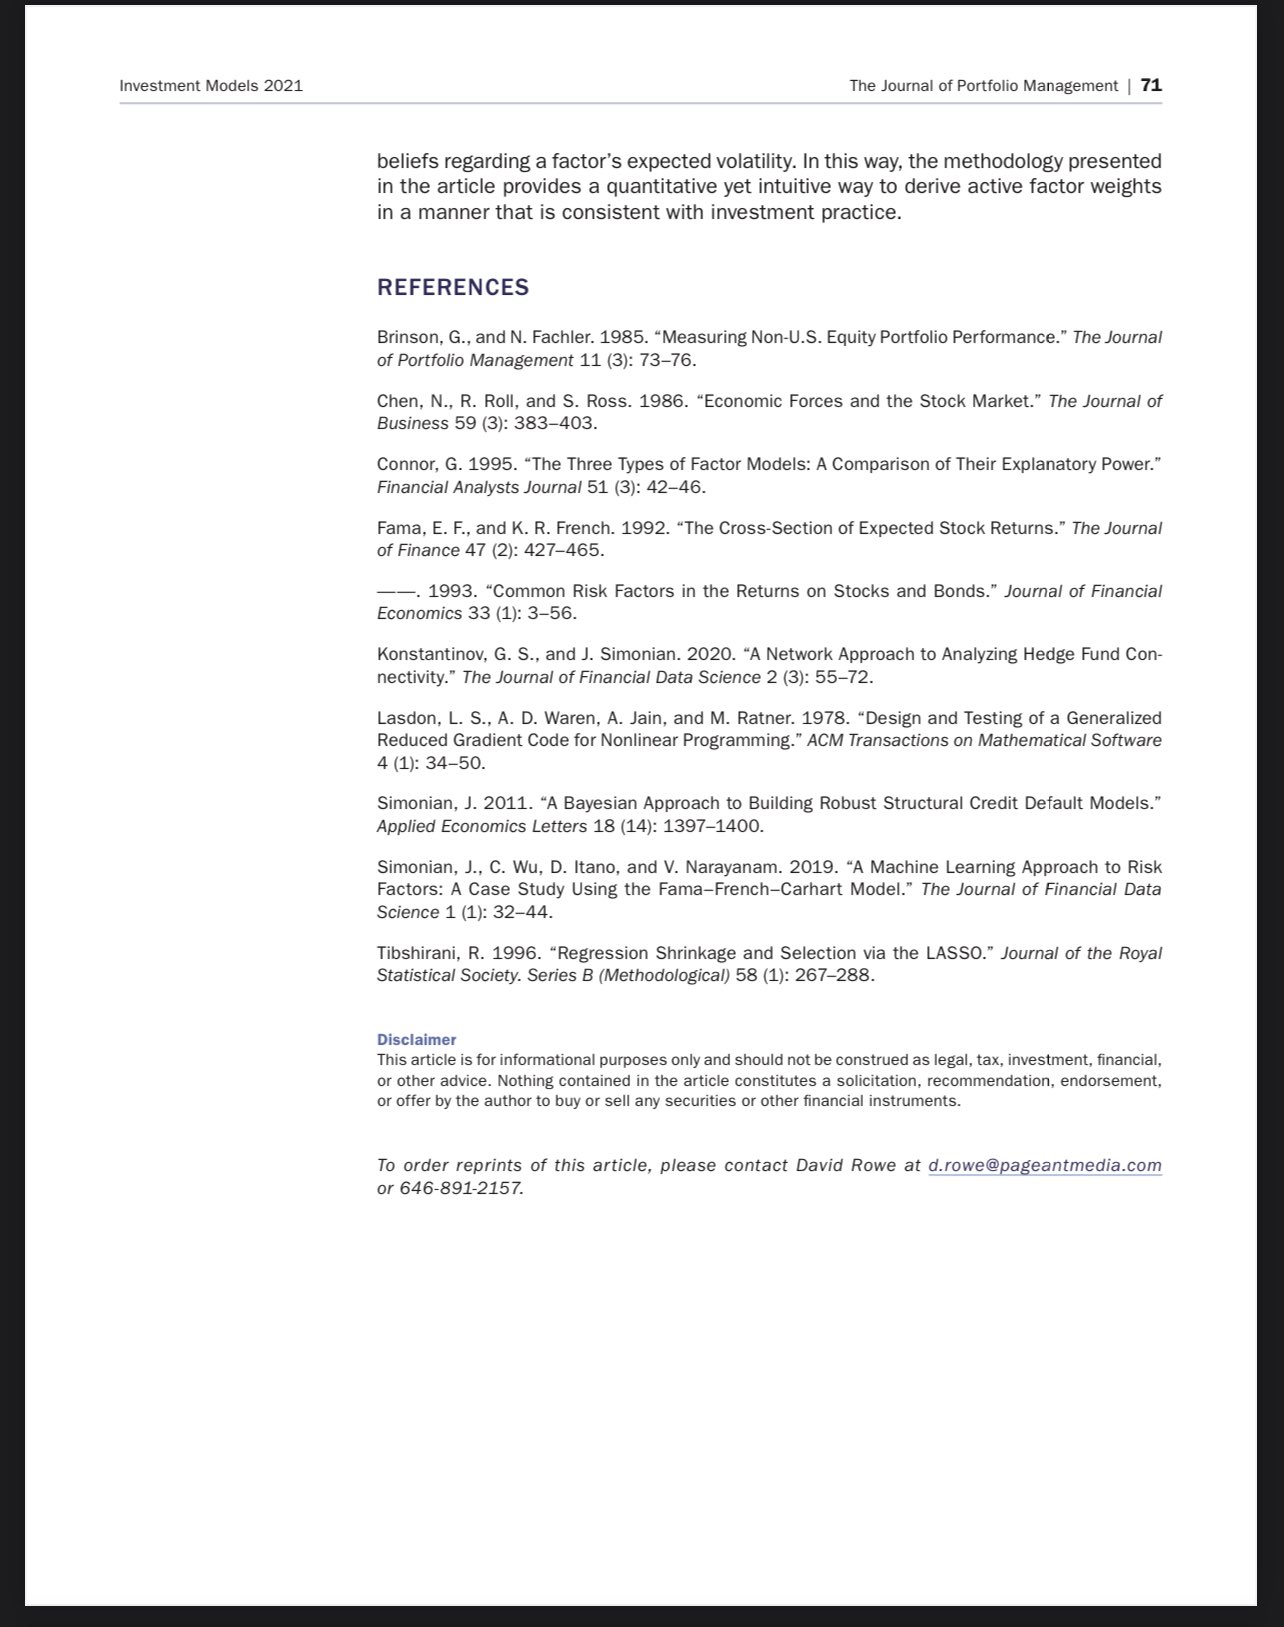 Investment Models 2021
The Journal of Portfolio Management | 71
beliefs regarding a factor’s expected volatility. In this way, the methodology presented
in the article provides a quantitative yet intuitive way to derive active factor weights
in a manner that is consistent with investment practice.
REFERENCES
Brinson, G., and N. Fachler. 1985. “Measuring Non-U.S. Equity Portfolio Performance.” The Journal
of Portfolio Management 11 (3): 73–76.
Chen, N., R. Roll, and S. Ross. 1986. “Economic Forces and the Stock Market.” The Journal of
Business 59 (3): 383–403.
Connor, G. 1995. “The Three Types of Factor Models: A Comparison of Their Explanatory Power.”
Financial Analysts Journal 51 (3): 42–46.
Fama, E. F., and K. R. French. 1992. “The Cross-Section of Expected Stock Returns.” The Journal
of Finance 47 (2): 427–465.
——. 1993. “Common Risk Factors in the Returns on Stocks and Bonds.” Journal of Financial
Economics 33 (1): 3–56.
Konstantinov, G. S., and J. Simonian. 2020. “A Network Approach to Analyzing Hedge Fund Con-
nectivity.” The Journal of Financial Data Science 2 (3): 55–72.
Lasdon, L. S., A. D. Waren, A. Jain, and M. Ratner. 1978. “Design and Testing of a Generalized
Reduced Gradient Code for Nonlinear Programming.” ACM Transactions on Mathematical Software
4 (1): 34–50.
Simonian, J. 2011. “A Bayesian Approach to Building Robust Structural Credit Default Models.”
Applied Economics Letters 18 (14): 1397–1400.
Simonian, J., C. Wu, D. Itano, and V. Narayanam. 2019. “A Machine Learning Approach to Risk
Factors: A Case Study Using the Fama–French–Carhart Model.” The Journal of Financial Data
Science 1 (1): 32–44.
Tibshirani, R. 1996. “Regression Shrinkage and Selection via the LASSO.” Journal of the Royal
Statistical Society. Series B (Methodological) 58 (1): 267–288.
Disclaimer
This article is for informational purposes only and should not be construed as legal, tax, investment, financial,
or other advice. Nothing contained in the article constitutes a solicitation, recommendation, endorsement,
or offer by the author to buy or sell any securities or other financial instruments.
To order reprints of this article, please contact David Rowe at d.rowe@pageantmedia.com
or 646-891-2157.